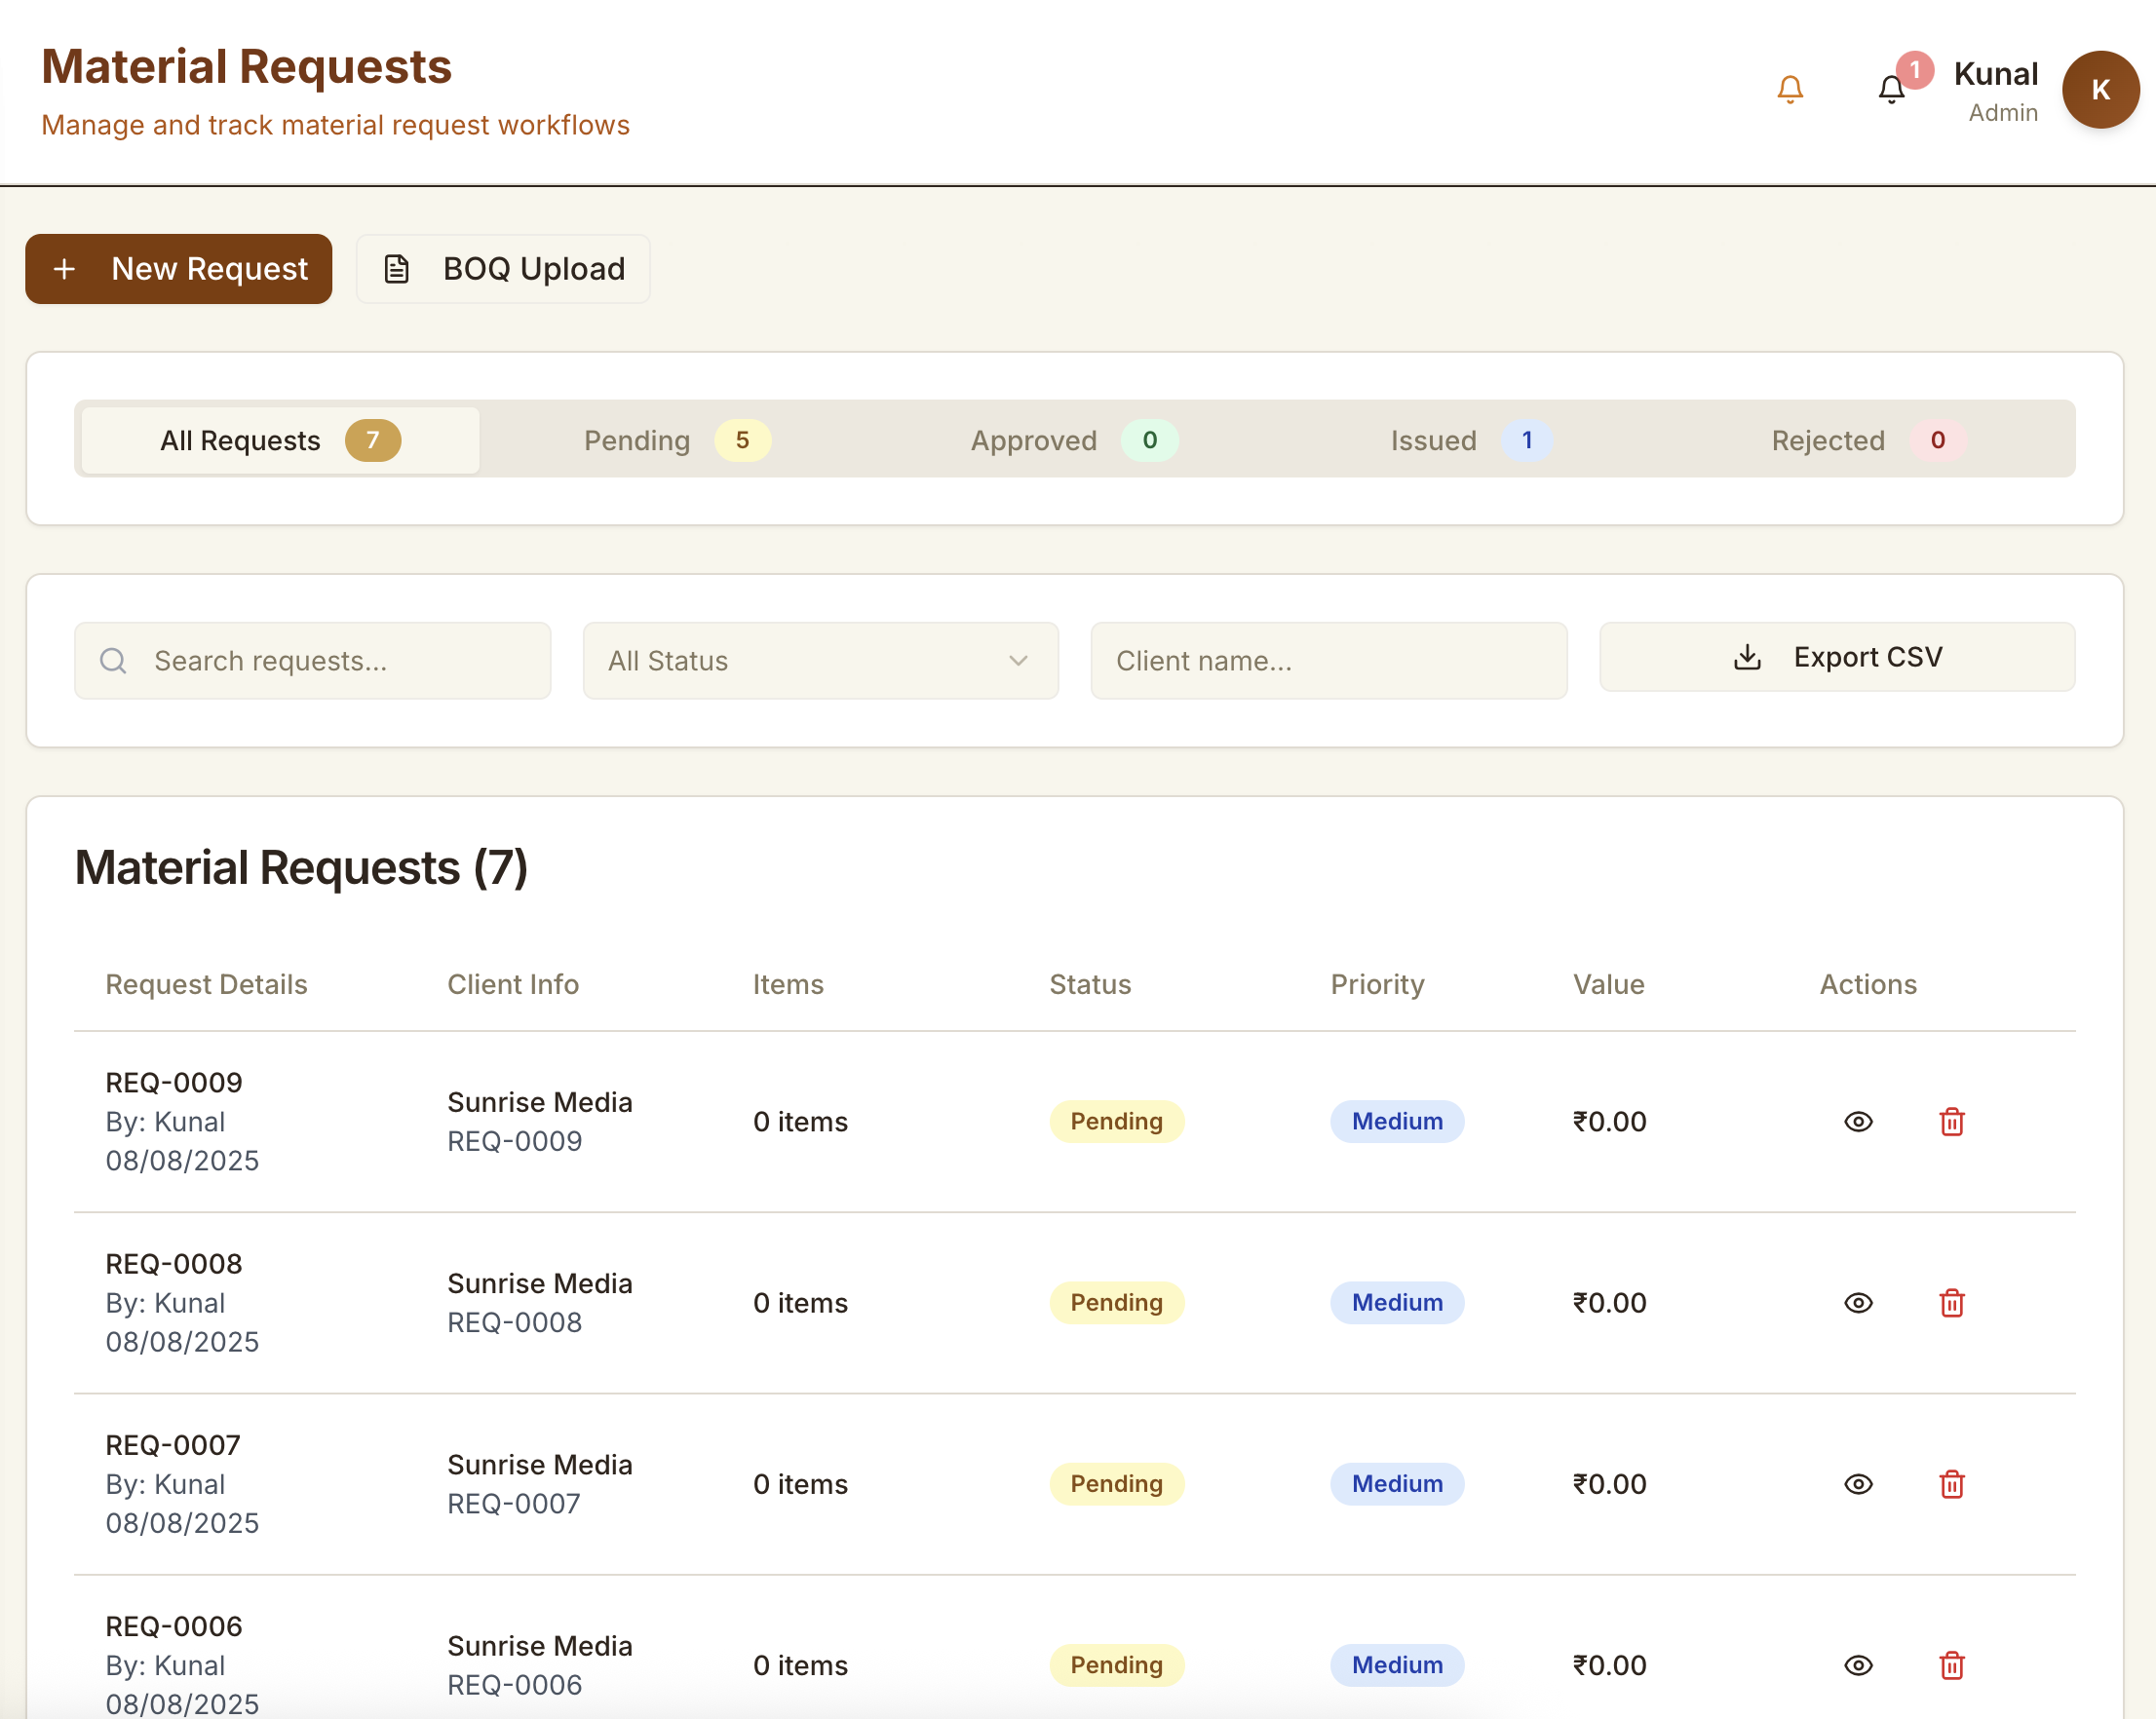 Material Requests
Manage and track material request workflows
1
Kunal
Admin
K
New Request
BOQ Upload
All Requests 7
Pending 5
Approved 0
Issued 1
Rejected 0
Search requests...
All Status
Client name...
Export CSV
Material Requests (7)
Request Details Client Info Items Status Priority Value Actions
REQ-0009
By: Kunal
08/08/2025
Sunrise Media
REQ-0009
0 items
Pending
Medium
₹0.00
REQ-0008
By: Kunal
08/08/2025
Sunrise Media
REQ-0008
0 items
Pending
Medium
₹0.00
REQ-0007
By: Kunal
08/08/2025
Sunrise Media
REQ-0007
0 items
Pending
Medium
₹0.00
REQ-0006
By: Kunal
08/08/2025
Sunrise Media
REQ-0006
0 items
Pending
Medium
₹0.00